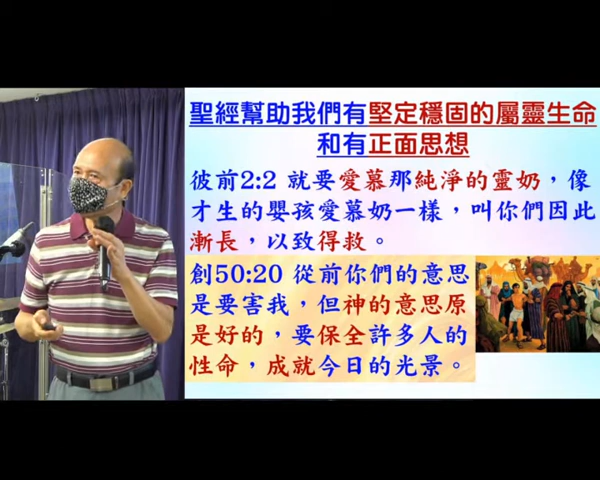 聖經幫助我們有堅定穩固的屬靈生命
和有正面思想
彼前2:2 就要愛慕那純淨的靈奶，像
才生的嬰孩愛慕奶一樣，叫你們因此
漸長，以致得救。
創50:20 從前你們的意思
是要害我，但神的意思原
是好的，要保全許多人的
性命，成就今日的光景。